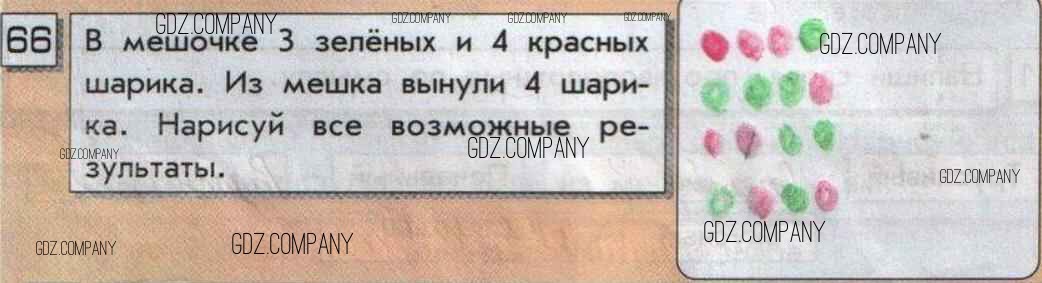 GDZ.COMPANY GDZ.COMPANY GDZ.COMPANY GDZ.COMPANY
66
В мешочке 3 зелёных и 4 красных
шарика. Из мешка вынули 4 шари-
ка. Нарисуй все возможные ре-
зультаты.
GDZ.COMPANY
GDZ.COMPANY
GDZ.COMPANY
GDZ.COMPANY
GDZ.COMPANY
GDZ.COMPANY GDZ.COMPANY